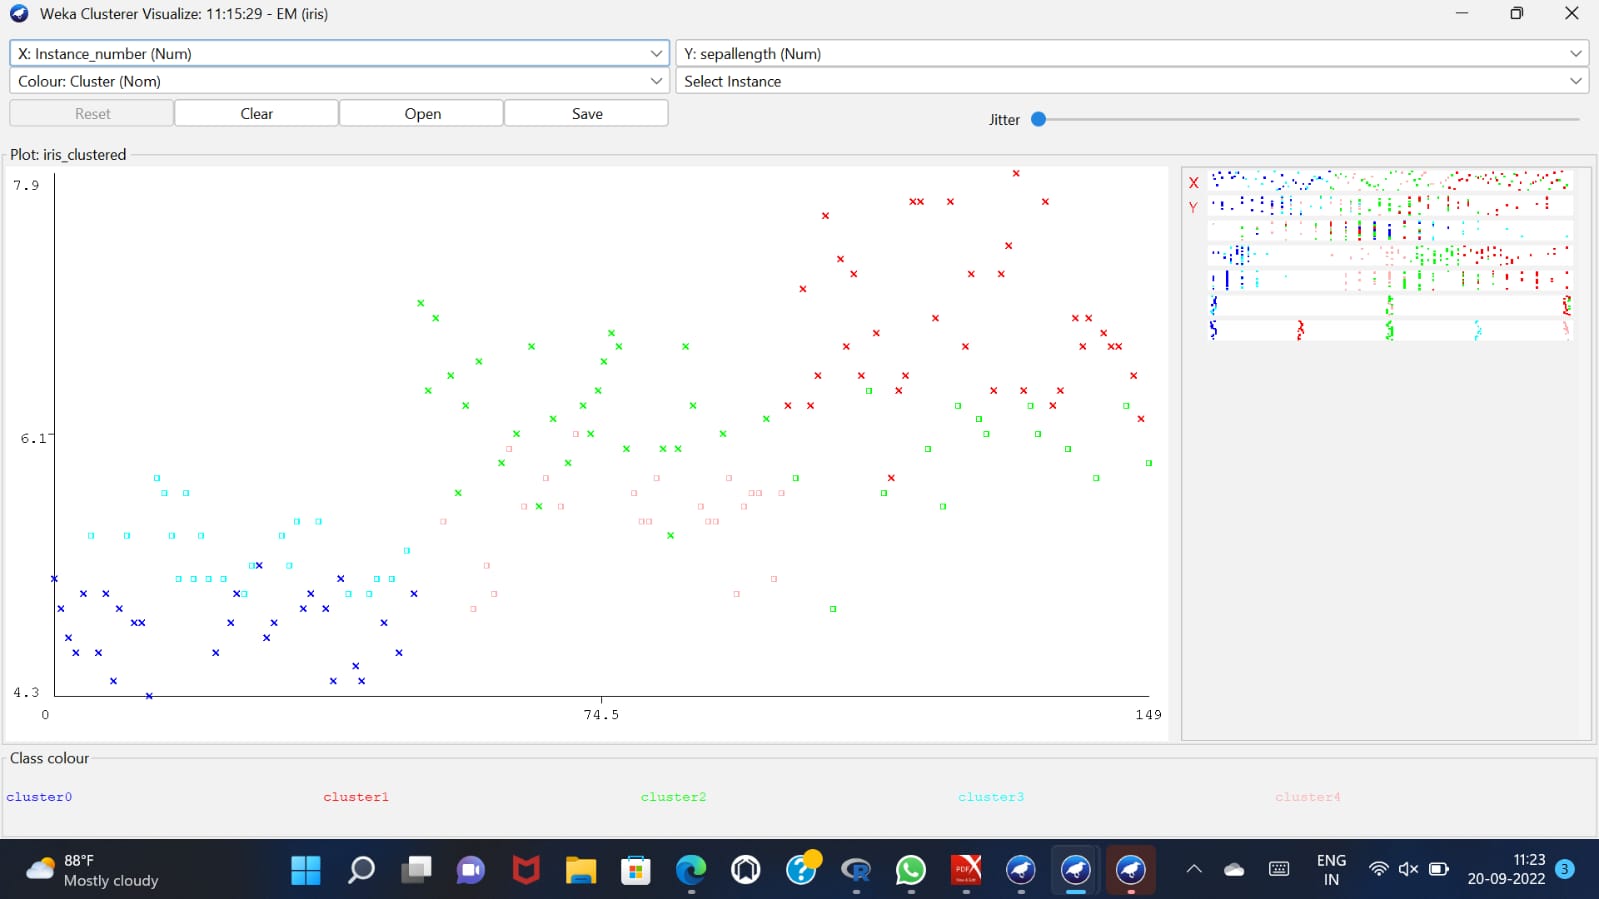 Weka Clusterer Visualize: 11:15:29 - EM (iris)
X: Instance_number (Num)
Y: sepallength (Num)
Colour: Cluster (Nom)
Select Instance
Reset
Clear
Open
Save
Jitter
Plot: iris_clustered
7.9
6.1
4.3
0
74.5
149
X
Y
Class colour
cluster0
cluster1
cluster2
cluster3
cluster4
88°F
Mostly cloudy
PDFX
ENG
IN
11:23
20-09-2022
3